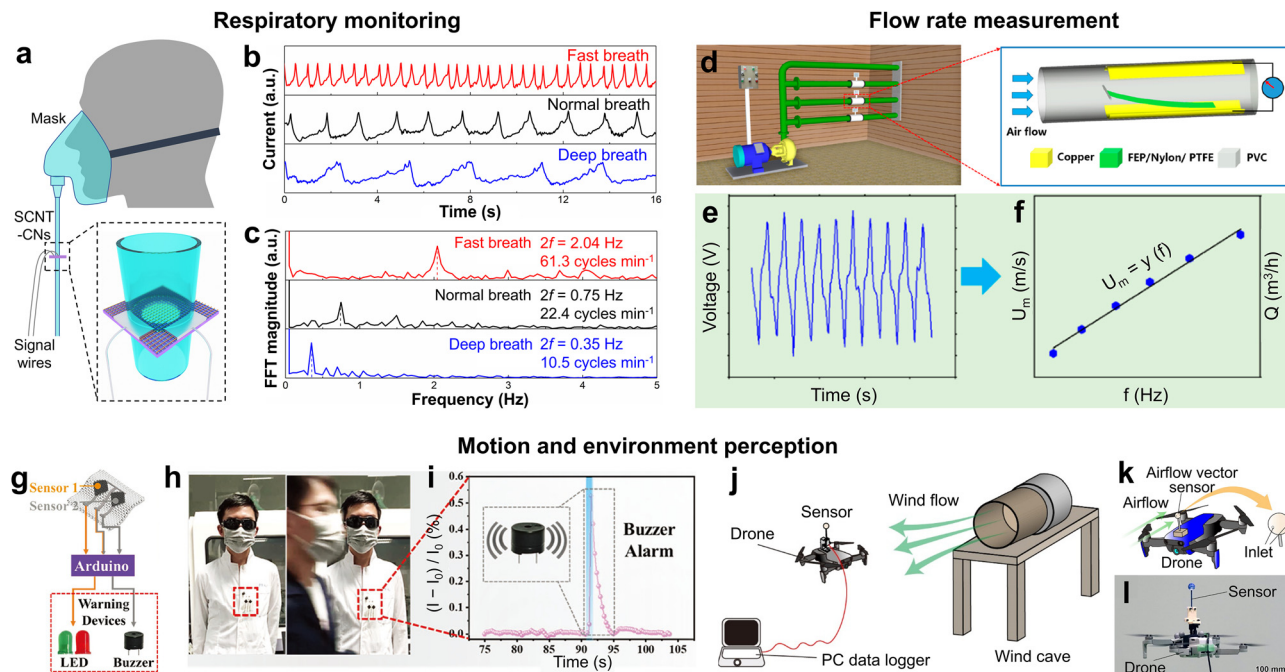 Respiratory monitoring
a
Mask
SCNT
-CNs
Signal
wires
b
Current (a.u.)
Fast breath
Normal breath
Deep breath
0 4 8 12 16
Time (s)
c
FFT magnitude (a.u.)
Fast breath 2f = 2.04 Hz
61.3 cycles min⁻¹
Normal breath 2f = 0.75 Hz
22.4 cycles min⁻¹
Deep breath 2f = 0.35 Hz
10.5 cycles min⁻¹
0 1 2 3 4 5
Frequency (Hz)
Flow rate measurement
d
Air flow
Copper FEP/Nylon/ PTFE PVC
e
Voltage (V)
Time (s)
f
Uₘ (m/s)
Uₘ = y (f)
Q (m³/h)
f (Hz)
Motion and environment perception
g
Sensor 1
Sensor 2
Arduino
Warning
Devices
LED Buzzer
h
i
(I − I₀) / I₀ (%)
0.6
0.5
0.4
0.3
0.2
0.1
0.0
Buzzer
Alarm
75 80 85 90 95 100 105
Time (s)
j
Wind flow
Sensor
Drone
PC data logger
Wind cave
k
Airflow vector
sensor
Airflow
Inlet
Drone
l
Sensor
Drone
100 mm